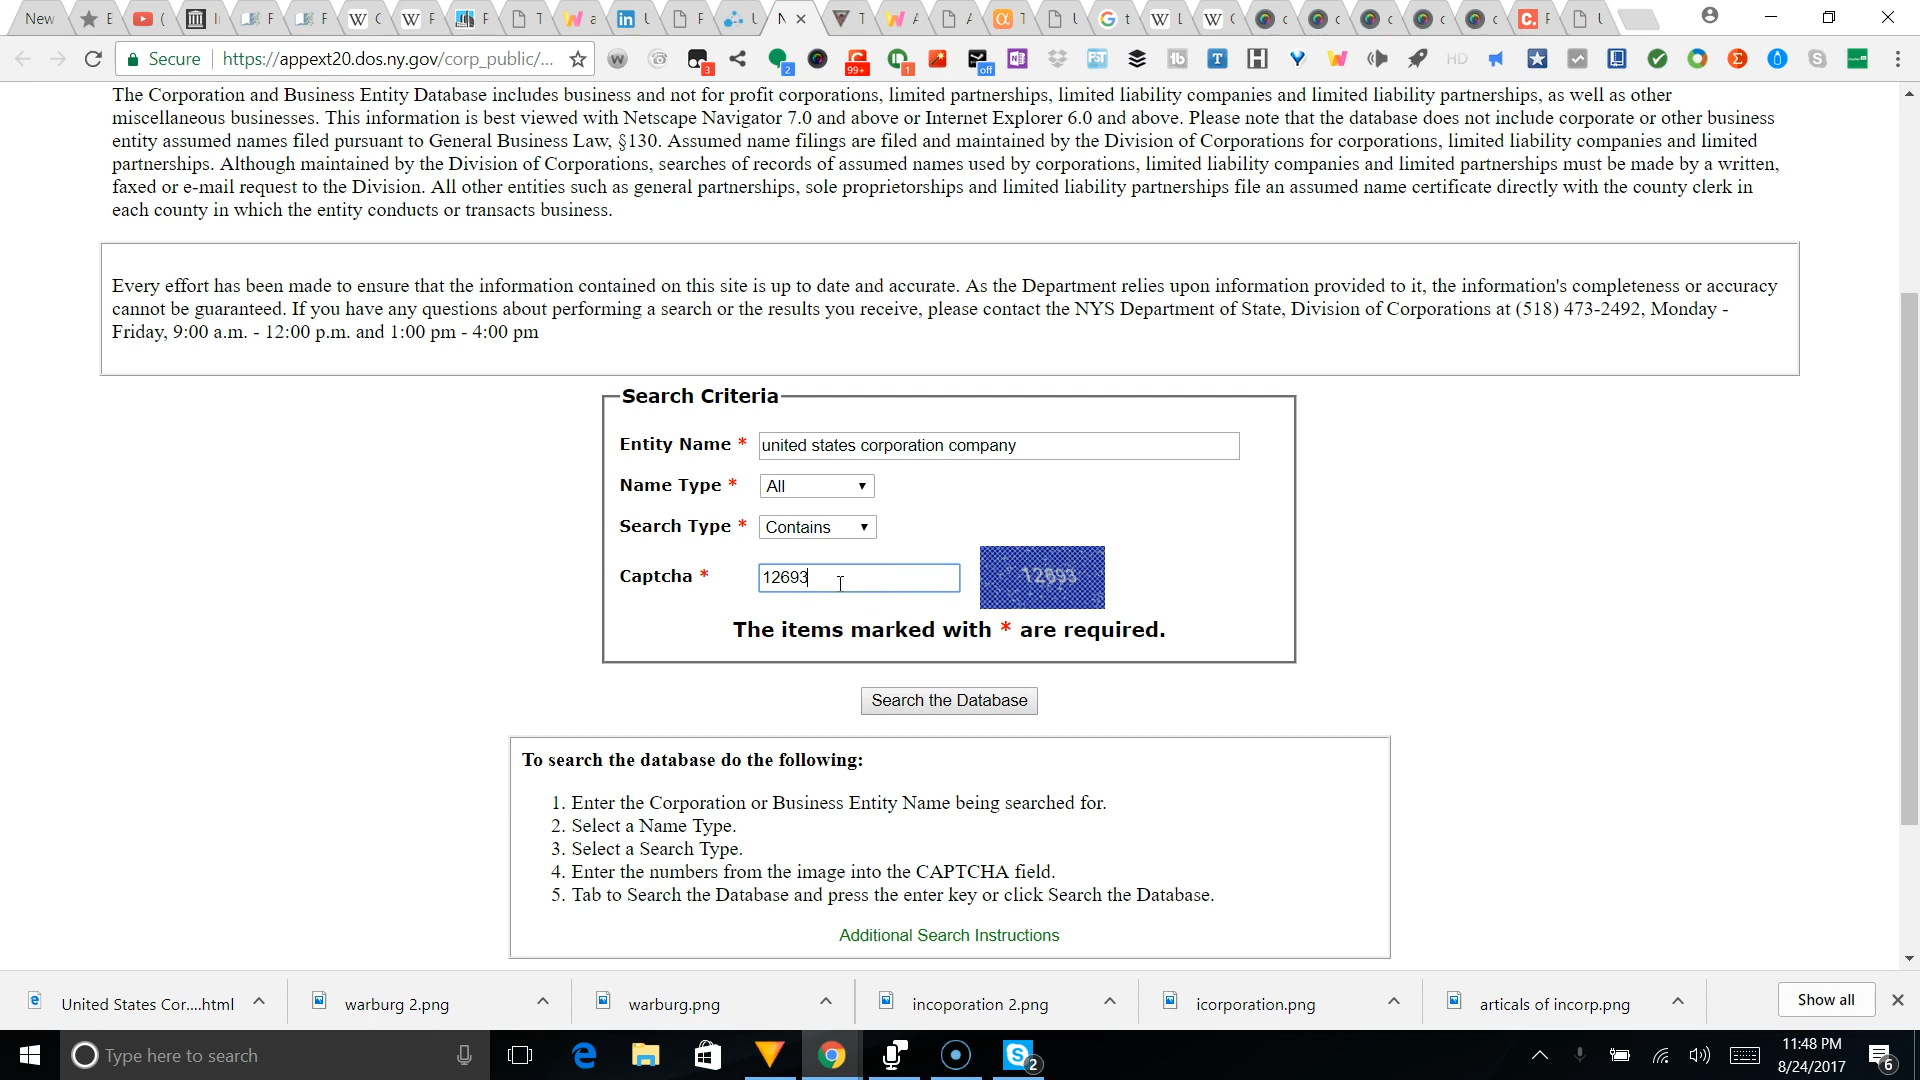 New
Secure
https://appext20.dos.ny.gov/corp_public/...
3
2
99+
1
off
HD
The Corporation and Business Entity Database includes business and not for profit corporations, limited partnerships, limited liability companies and limited liability partnerships, as well as other
miscellaneous businesses. This information is best viewed with Netscape Navigator 7.0 and above or Internet Explorer 6.0 and above. Please note that the database does not include corporate or other business
entity assumed names filed pursuant to General Business Law, §130. Assumed name filings are filed and maintained by the Division of Corporations for corporations, limited liability companies and limited
partnerships. Although maintained by the Division of Corporations, searches of records of assumed names used by corporations, limited liability companies and limited partnerships must be made by a written,
faxed or e-mail request to the Division. All other entities such as general partnerships, sole proprietorships and limited liability partnerships file an assumed name certificate directly with the county clerk in
each county in which the entity conducts or transacts business.
Every effort has been made to ensure that the information contained on this site is up to date and accurate. As the Department relies upon information provided to it, the information's completeness or accuracy
cannot be guaranteed. If you have any questions about performing a search or the results you receive, please contact the NYS Department of State, Division of Corporations at (518) 473-2492, Monday -
Friday, 9:00 a.m. - 12:00 p.m. and 1:00 pm - 4:00 pm
Search Criteria
Entity Name * united states corporation company
Name Type * All
Search Type * Contains
Captcha * 12693 12693
The items marked with * are required.
Search the Database
To search the database do the following:
1. Enter the Corporation or Business Entity Name being searched for.
2. Select a Name Type.
3. Select a Search Type.
4. Enter the numbers from the image into the CAPTCHA field.
5. Tab to Search the Database and press the enter key or click Search the Database.
Additional Search Instructions
United States Cor....html
warburg 2.png
warburg.png
incoporation 2.png
icorporation.png
articals of incorp.png
Show all
Type here to search
2
11:48 PM
8/24/2017
6